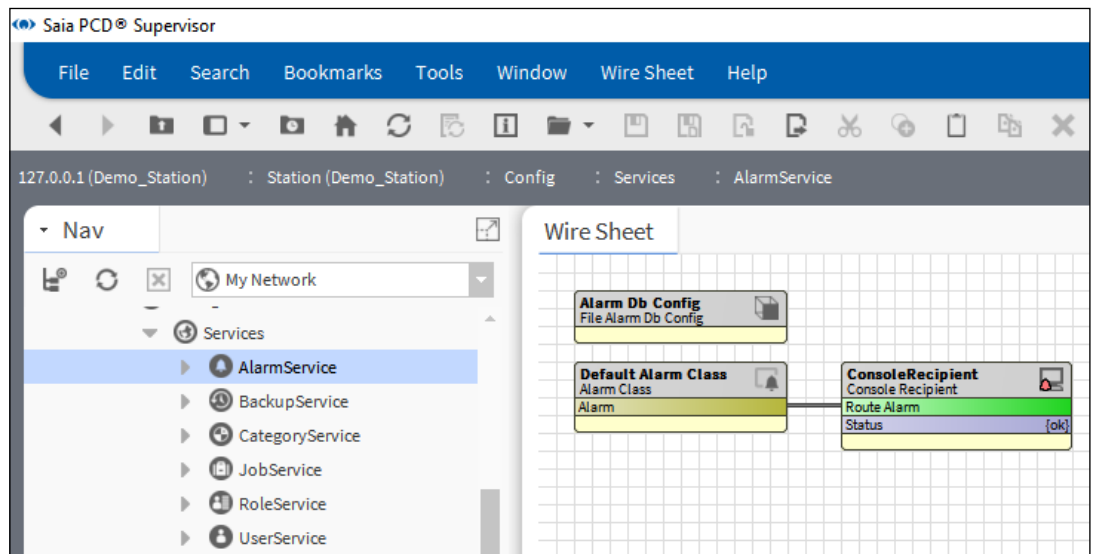 Saia PCD® Supervisor
File Edit Search Bookmarks Tools Window Wire Sheet Help
127.0.0.1 (Demo_Station) : Station (Demo_Station) : Config : Services : AlarmService
Nav
My Network
Services
AlarmService
BackupService
CategoryService
JobService
RoleService
UserService
Wire Sheet
Alarm Db Config
File Alarm Db Config
Default Alarm Class
Alarm Class
Alarm
ConsoleRecipient
Console Recipient
Route Alarm
Status {ok}